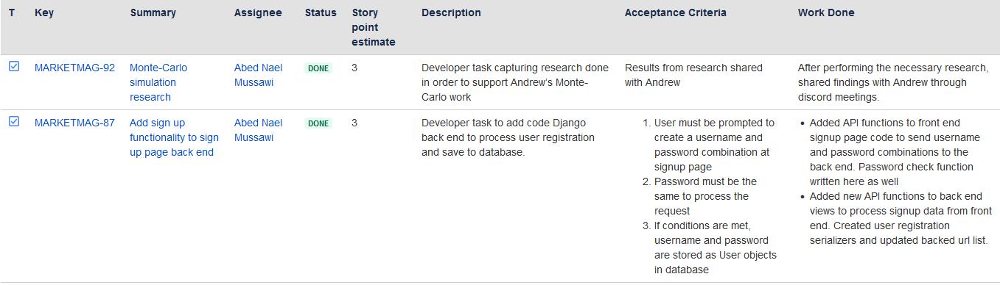 T Key Summary Assignee Status Story point estimate Description Acceptance Criteria Work Done
MARKETMAG-92
Monte-Carlo
simulation
research
Abed Nael
Mussawi
DONE
3
Developer task capturing research done
in order to support Andrew's Monte-
Carlo work
Results from research shared
with Andrew
After performing the necessary research,
shared findings with Andrew through
discord meetings.
MARKETMAG-87
Add sign up
functionality to sign
up page back end
Abed Nael
Mussawi
DONE
3
Developer task to add code Django
back end to process user registration
and save to database.
1. User must be prompted to
create a username and
password combination at
signup page
2. Password must be the
same to process the
request
3. If conditions are met,
username and password
are stored as User objects
in database
• Added API functions to front end
signup page code to send username
and password combinations to the
back end. Password check function
written here as well
• Added new API functions to back end
views to process signup data from front
end. Created user registration
serializers and updated backed url list.